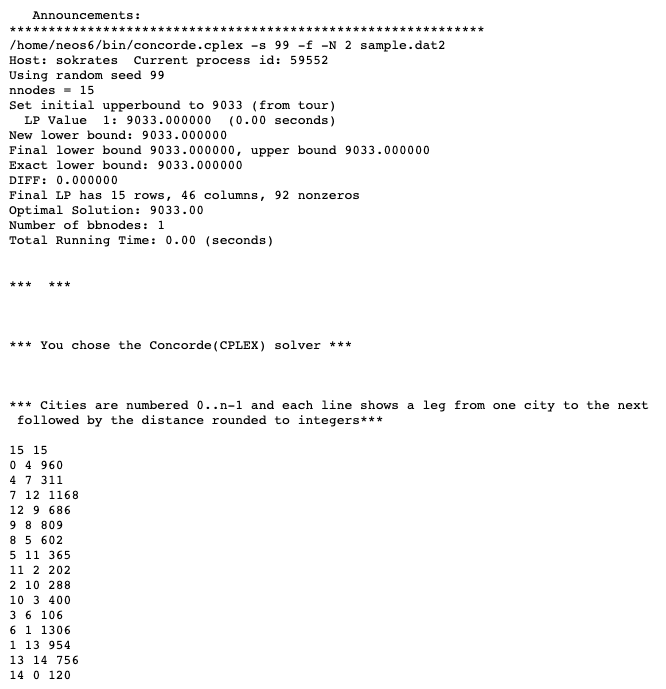 Announcements:
*************************************************************
/home/neos6/bin/concorde.cplex -s 99 -f -N 2 sample.dat2
Host: sokrates  Current process id: 59552
Using random seed 99
nnodes = 15
Set initial upperbound to 9033 (from tour)
  LP Value  1: 9033.000000  (0.00 seconds)
New lower bound: 9033.000000
Final lower bound 9033.000000, upper bound 9033.000000
Exact lower bound: 9033.000000
DIFF: 0.000000
Final LP has 15 rows, 46 columns, 92 nonzeros
Optimal Solution: 9033.00
Number of bbnodes: 1
Total Running Time: 0.00 (seconds)
***  ***
*** You chose the Concorde(CPLEX) solver ***
*** Cities are numbered 0..n-1 and each line shows a leg from one city to the next
 followed by the distance rounded to integers***
15 15
0 4 960
4 7 311
7 12 1168
12 9 686
9 8 809
8 5 602
5 11 365
11 2 202
2 10 288
10 3 400
3 6 106
6 1 1306
1 13 954
13 14 756
14 0 120